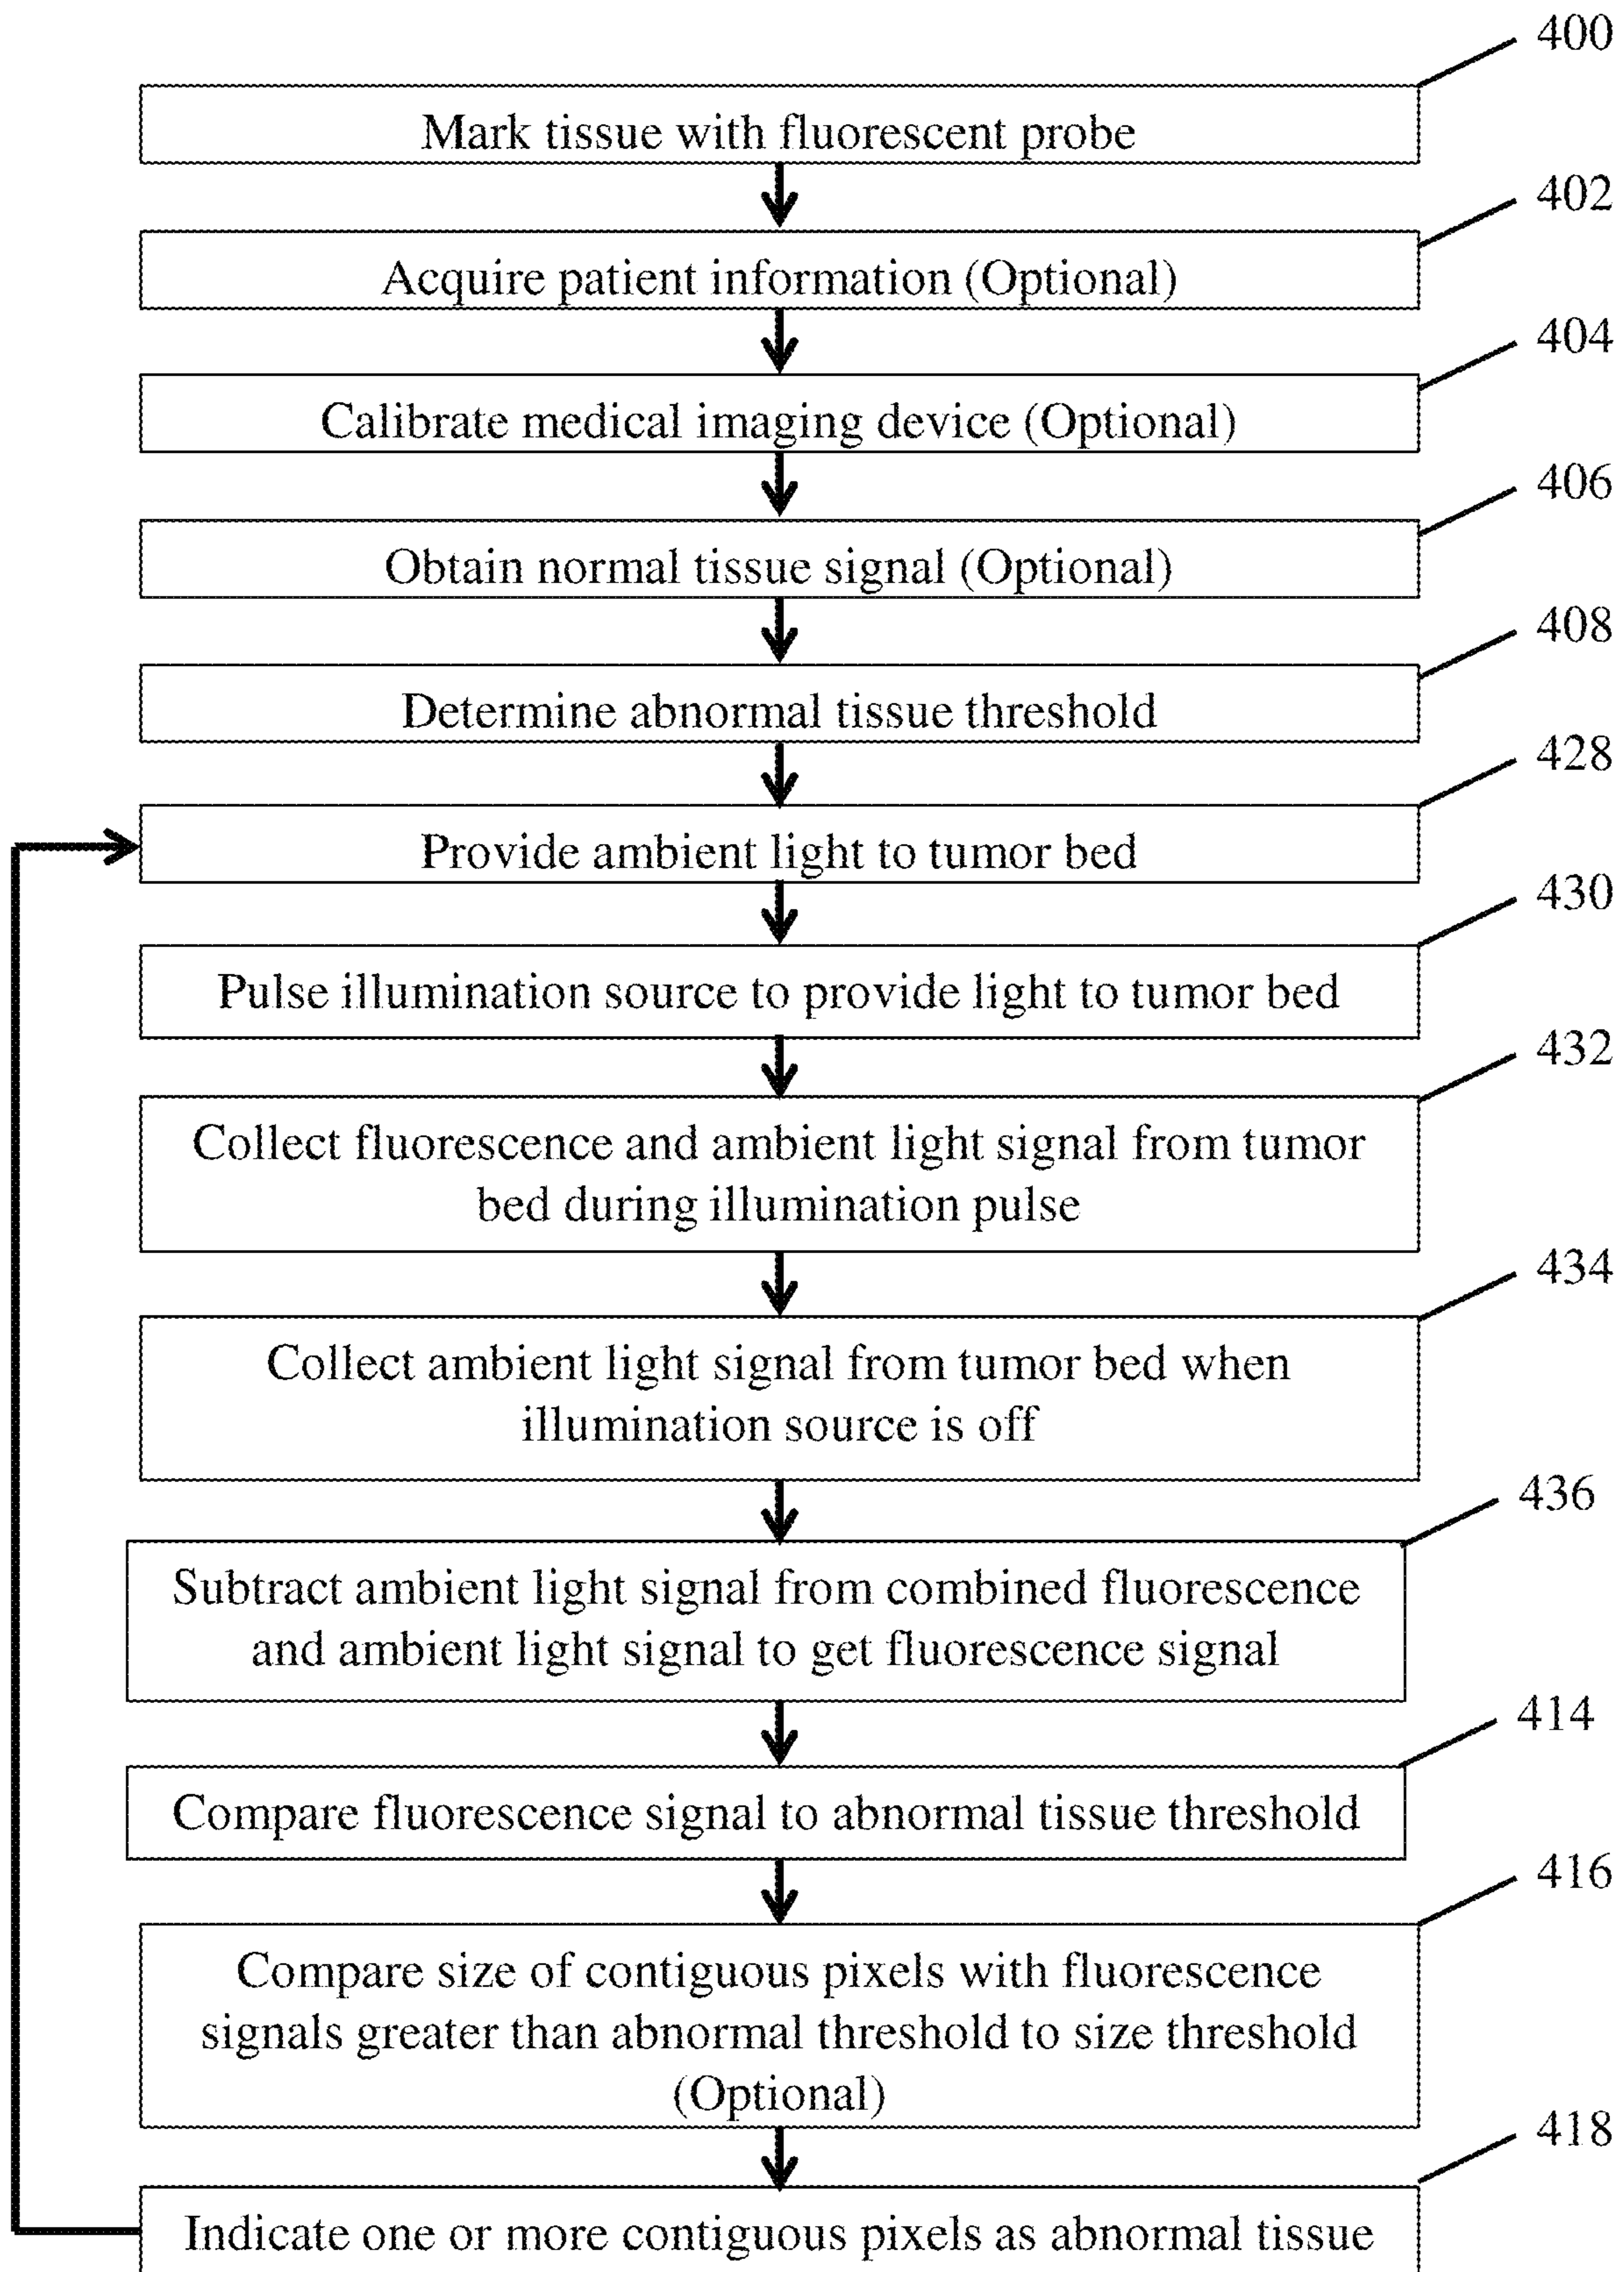 400
Mark tissue with fluorescent probe
402
Acquire patient information (Optional)
404
Calibrate medical imaging device (Optional)
406
Obtain normal tissue signal (Optional)
408
Determine abnormal tissue threshold
428
Provide ambient light to tumor bed
430
Pulse illumination source to provide light to tumor bed
432
Collect fluorescence and ambient light signal from tumor
bed during illumination pulse
434
Collect ambient light signal from tumor bed when
illumination source is off
436
Subtract ambient light signal from combined fluorescence
and ambient light signal to get fluorescence signal
414
Compare fluorescence signal to abnormal tissue threshold
416
Compare size of contiguous pixels with fluorescence
signals greater than abnormal threshold to size threshold
(Optional)
418
Indicate one or more contiguous pixels as abnormal tissue